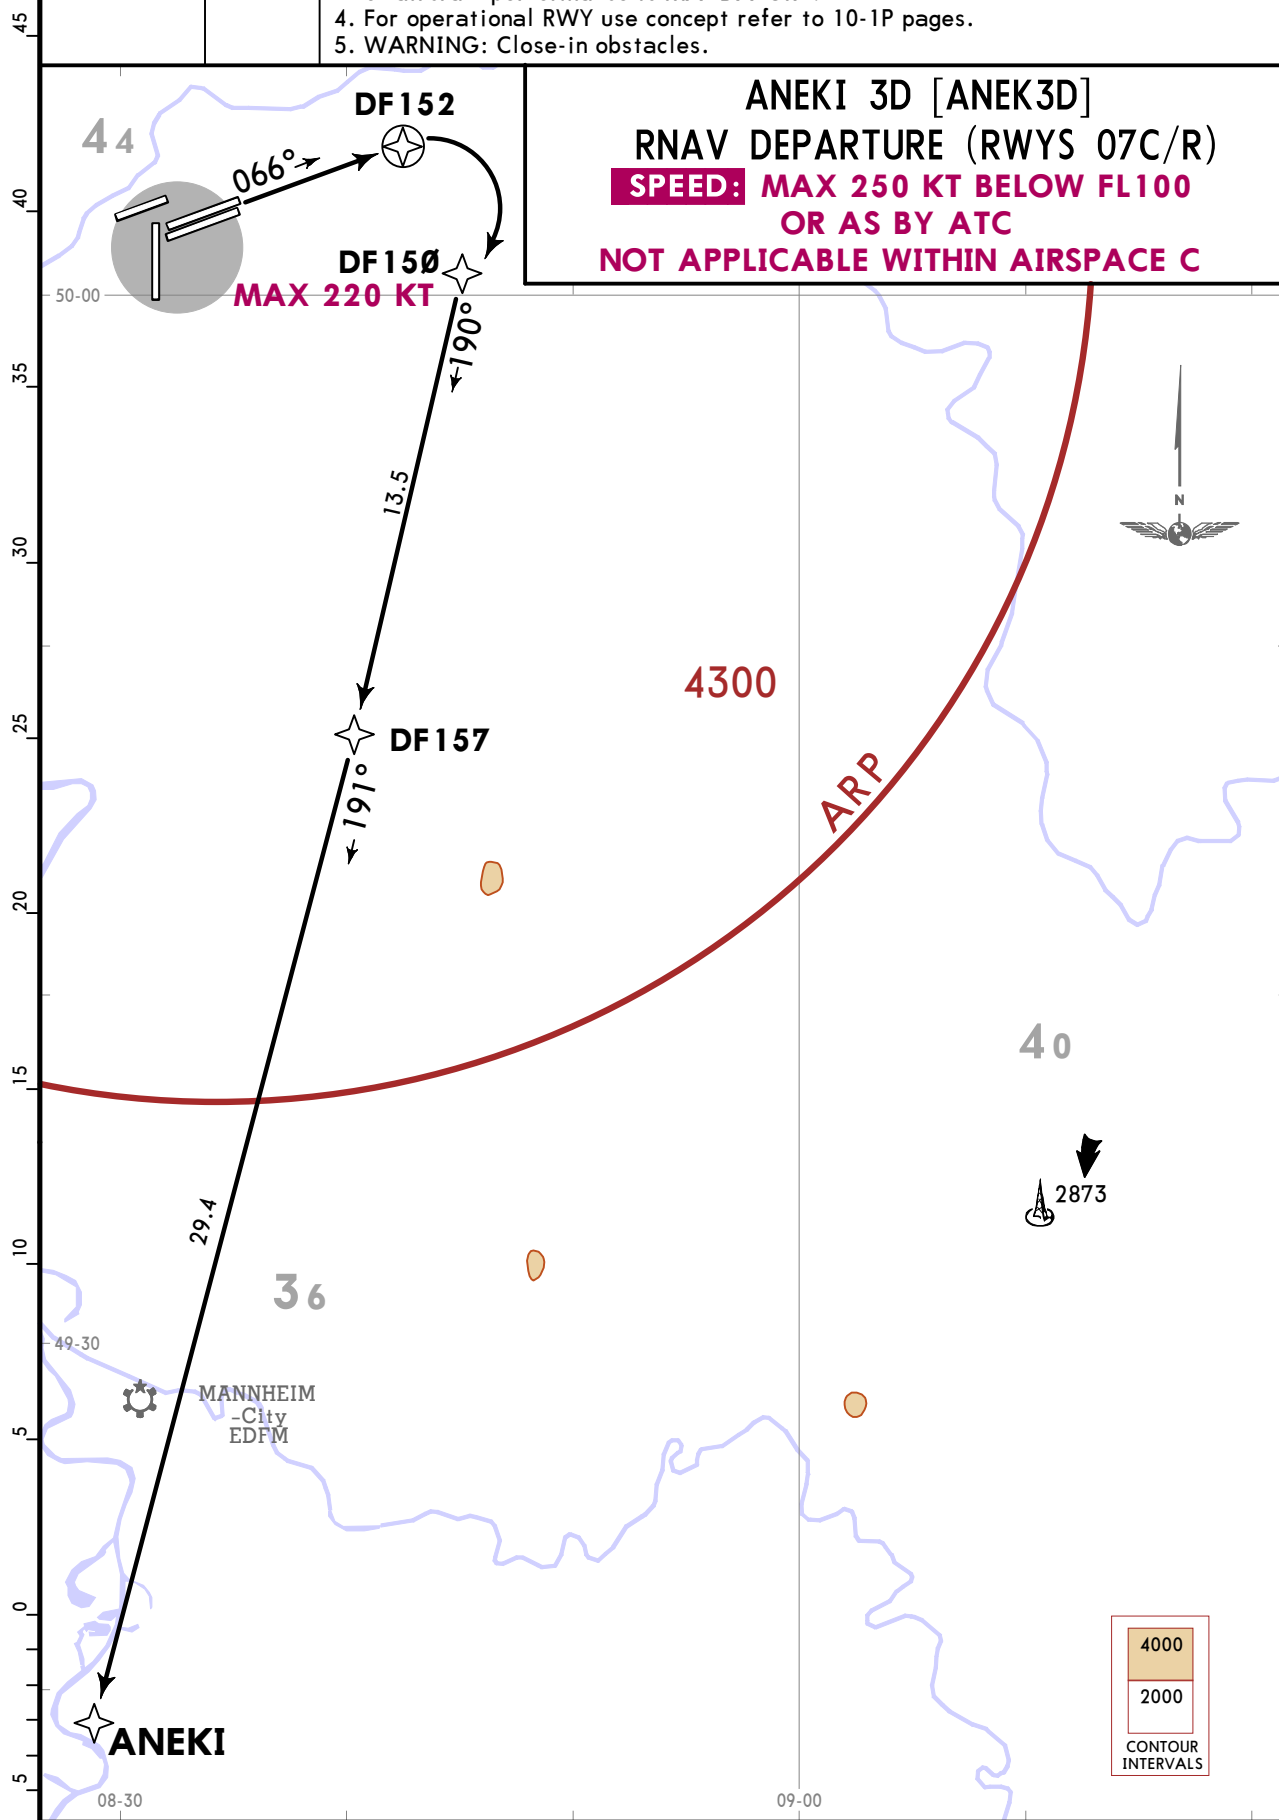 4. For operational RWY use concept refer to 10-1P pages.
5. WARNING: Close-in obstacles.
ANEKI 3D [ANEK3D]
RNAV DEPARTURE (RWYS 07C/R)
SPEED: MAX 250 KT BELOW FL100
OR AS BY ATC
NOT APPLICABLE WITHIN AIRSPACE C
45
40
35
30
25
20
15
10
5
0
5
44
DF152
066°
DF150
MAX 220 KT
50-00
190°
13.5
N
4300
DF157
191°
ARP
40
2873
29.4
36
49-30
MANNHEIM
-City
EDFM
ANEKI
4000
2000
CONTOUR
INTERVALS
08-30
09-00